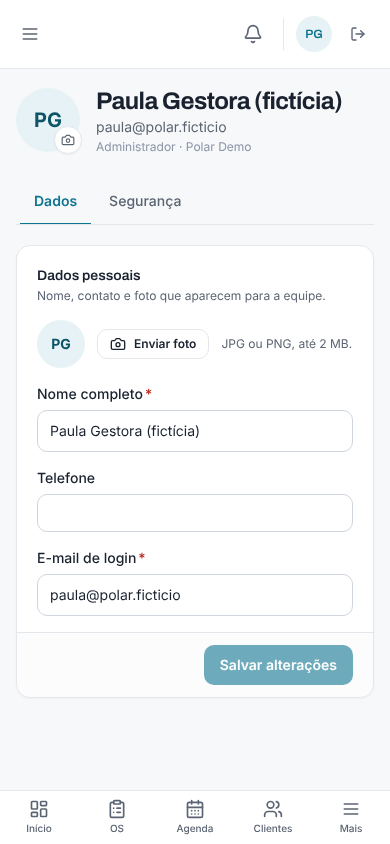 PG
PG
Paula Gestora (fictícia)
paula@polar.ficticio
Administrador · Polar Demo
Dados
Segurança
Dados pessoais
Nome, contato e foto que aparecem para a equipe.
PG
Enviar foto
JPG ou PNG, até 2 MB.
Nome completo *
Paula Gestora (fictícia)
Telefone
E-mail de login *
paula@polar.ficticio
Salvar alterações
Início
OS
Agenda
Clientes
Mais